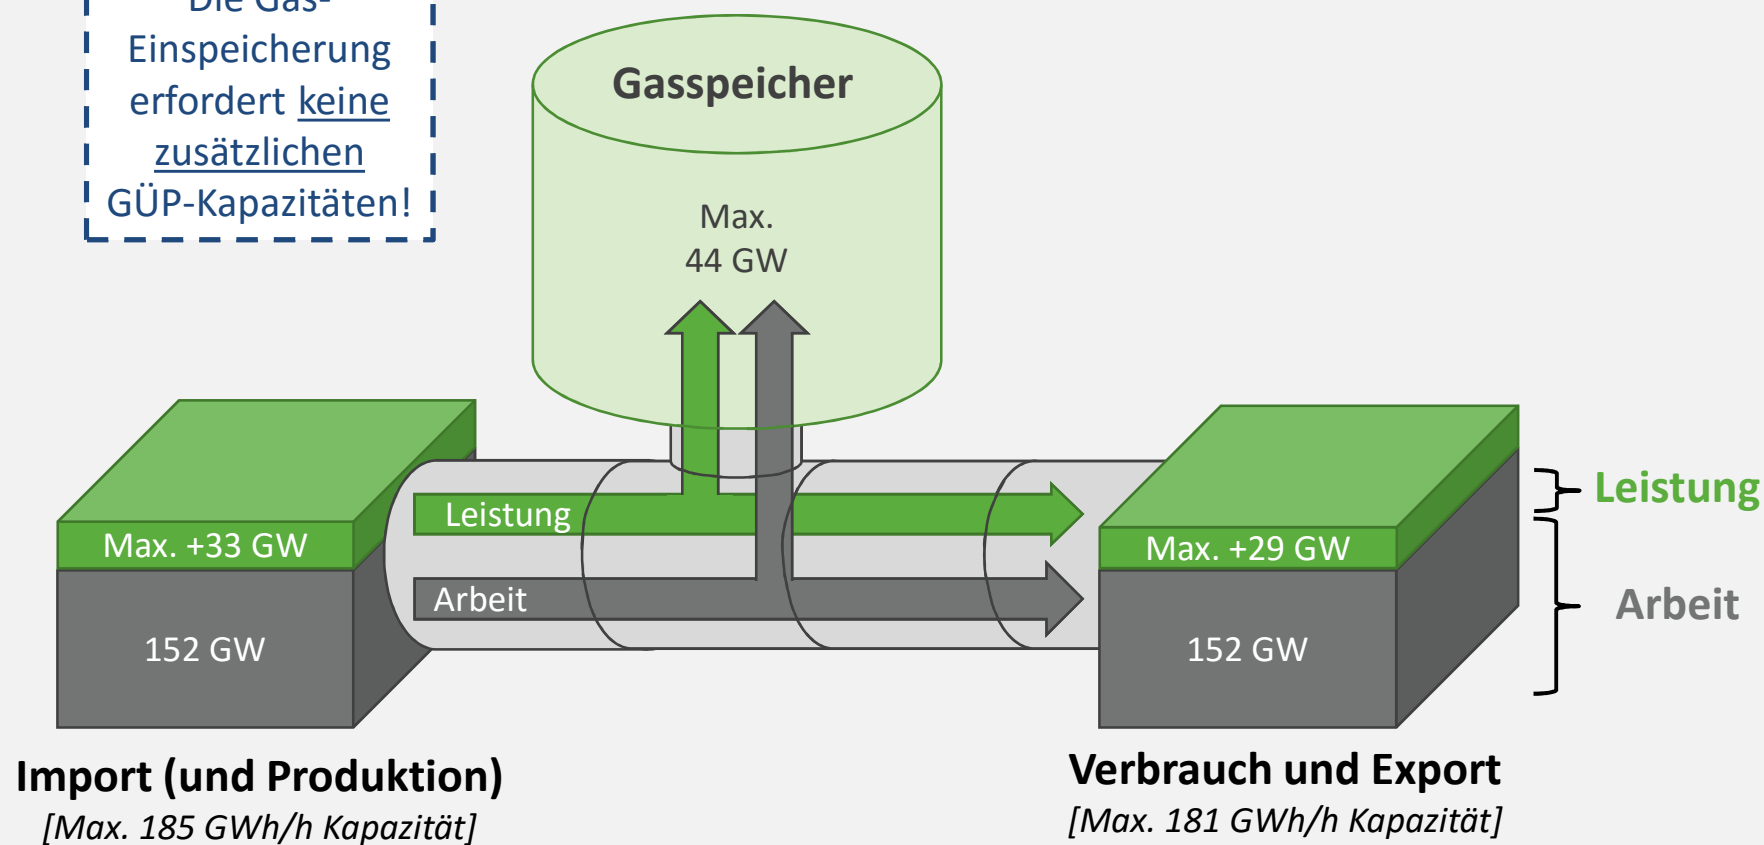 Die Gas-
Einspeicherung
erfordert keine
zusätzlichen
GÜP-Kapazitäten!
Gasspeicher
Max.
44 GW
Leistung
Arbeit
Max. +33 GW
152 GW
Max. +29 GW
152 GW
Leistung
Arbeit
Import (und Produktion)
[Max. 185 GWh/h Kapazität]
Verbrauch und Export
[Max. 181 GWh/h Kapazität]